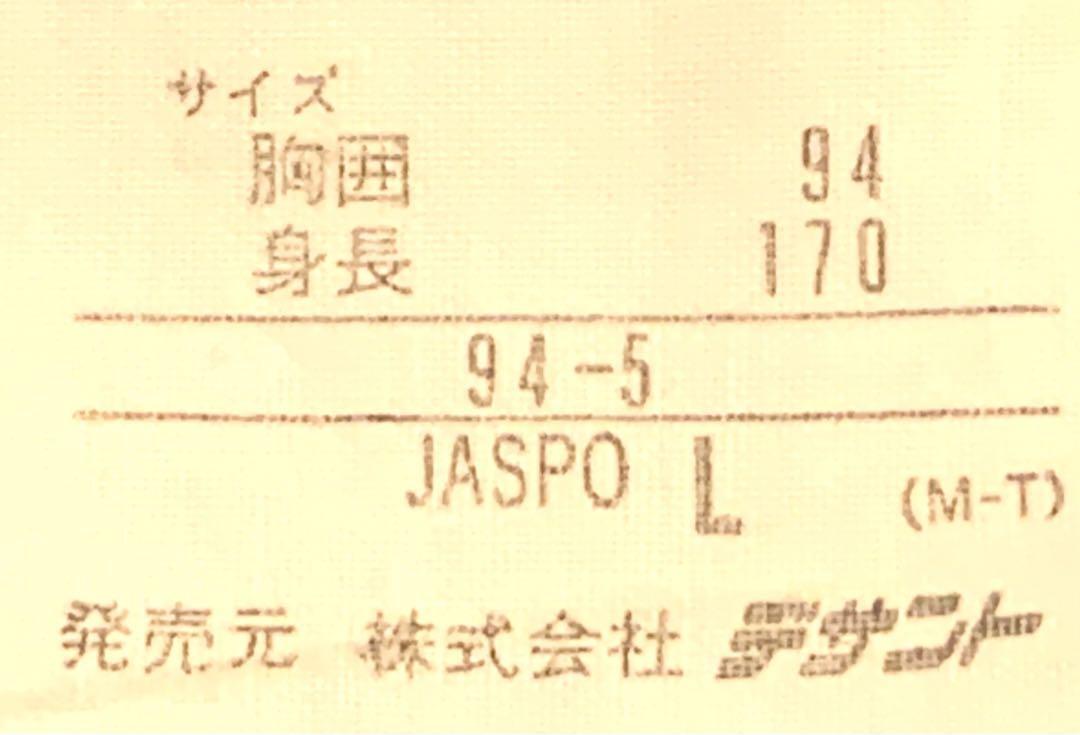 サイズ
胸囲 94
身長 170
94-5
JASPO L (M-T)
発売元 株式会社 デサント